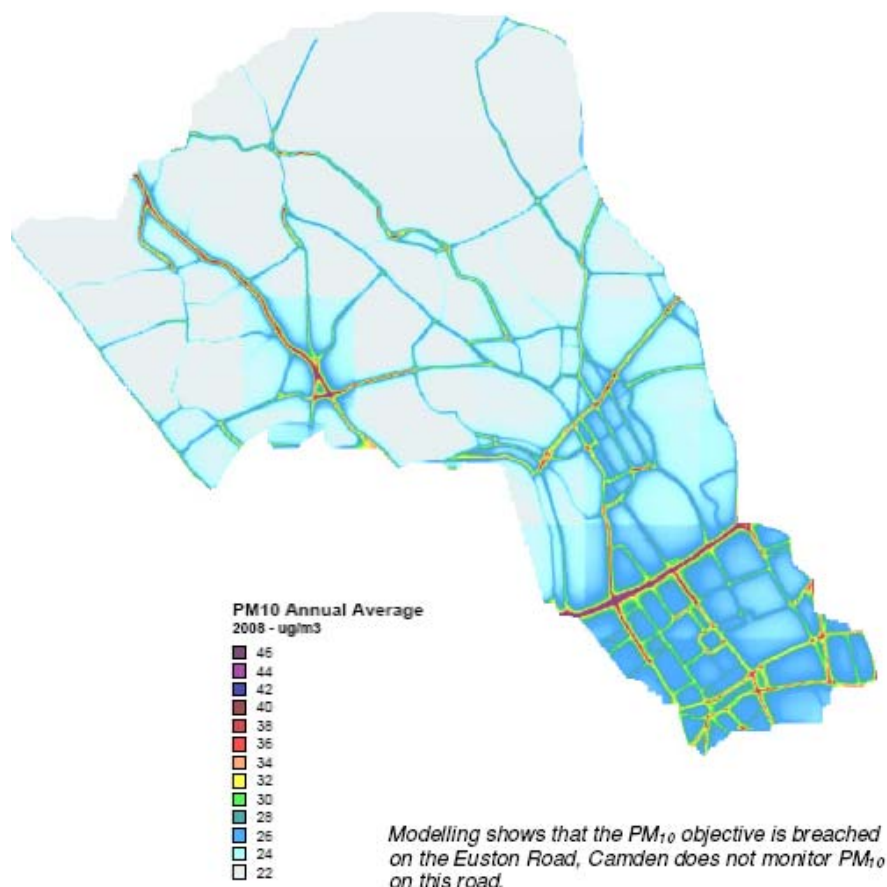 PM10 Annual Average
2008 - ug/m3
46
44
42
40
38
36
34
32
30
28
26
24
22
Modelling shows that the PM₁₀ objective is breached
on the Euston Road, Camden does not monitor PM₁₀
on this road.